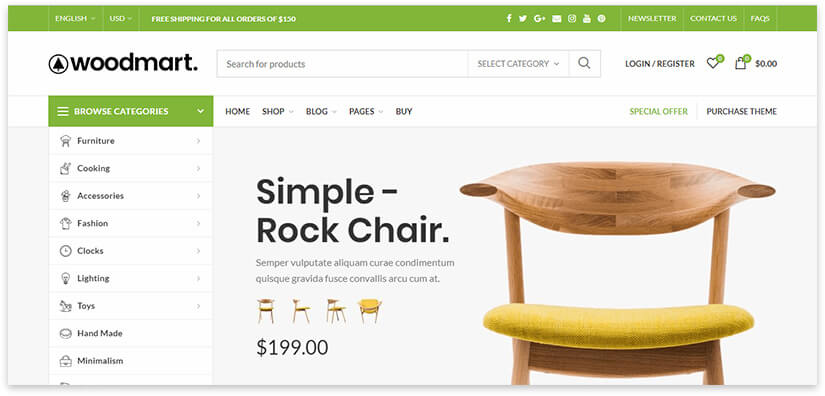 ENGLISH USD FREE SHIPPING FOR ALL ORDERS OF $150 NEWSLETTER CONTACT US FAQS
woodmart. Search for products SELECT CATEGORY LOGIN / REGISTER 0 0 $0.00
BROWSE CATEGORIES HOME SHOP BLOG PAGES BUY SPECIAL OFFER PURCHASE THEME
Furniture
Cooking
Accessories
Fashion
Clocks
Lighting
Toys
Hand Made
Minimalism
Simple -
Rock Chair.
Semper vulputate aliquam curae condimentum
quisque gravida fusce convallis arcu cum at.
$199.00